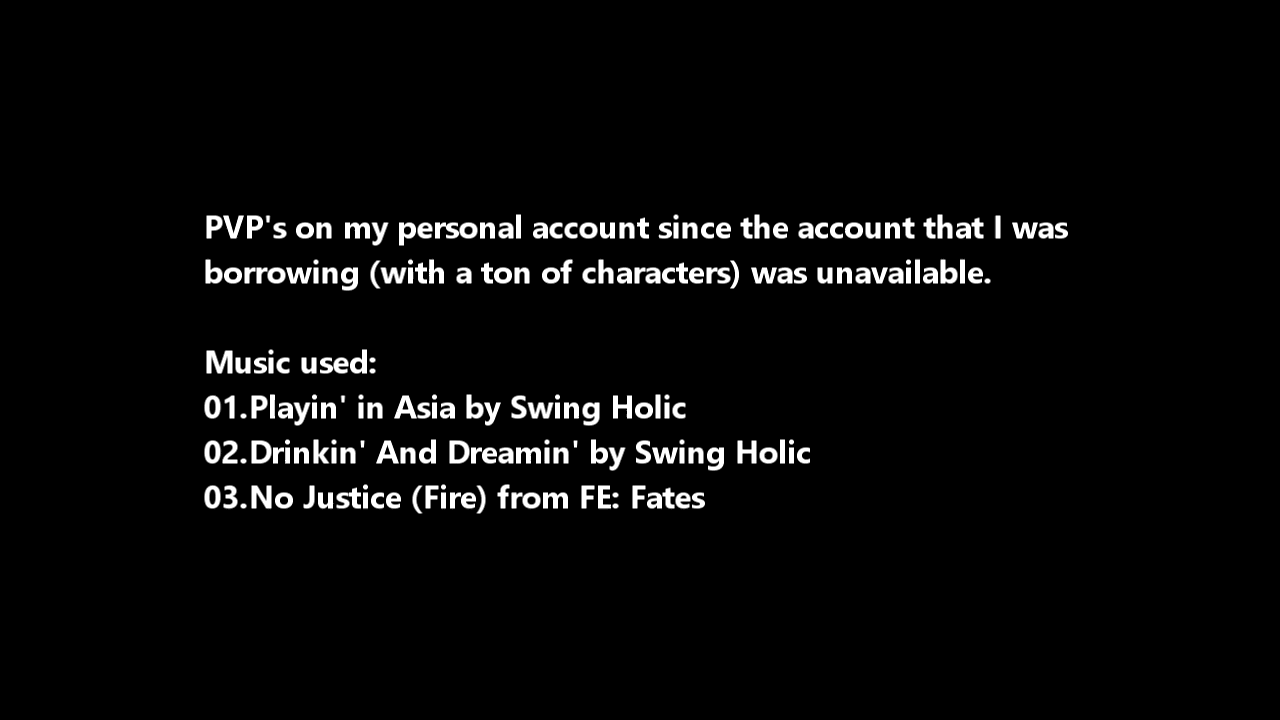 PVP's on my personal account since the account that I was
borrowing (with a ton of characters) was unavailable.
Music used:
01.Playin' in Asia by Swing Holic
02.Drinkin' And Dreamin' by Swing Holic
03.No Justice (Fire) from FE: Fates